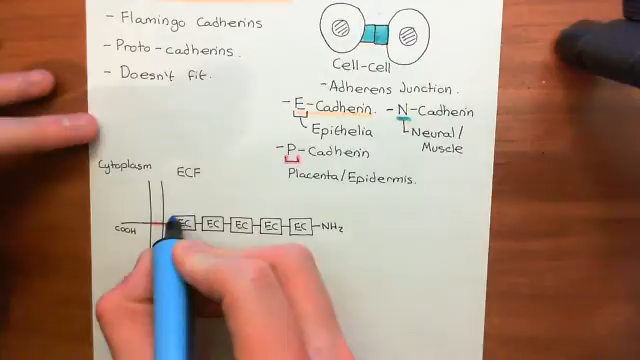 - Flamingo Cadherins
- Proto-cadherins.
- Doesn't fit.
Cell-cell
- Adherens Junction.
- E-Cadherin.
Epithelia
- N-Cadherin
Neural/
Muscle
- P-Cadherin
Placenta/Epidermis.
Cytoplasm
ECF
COOH
EC EC EC EC EC NH2